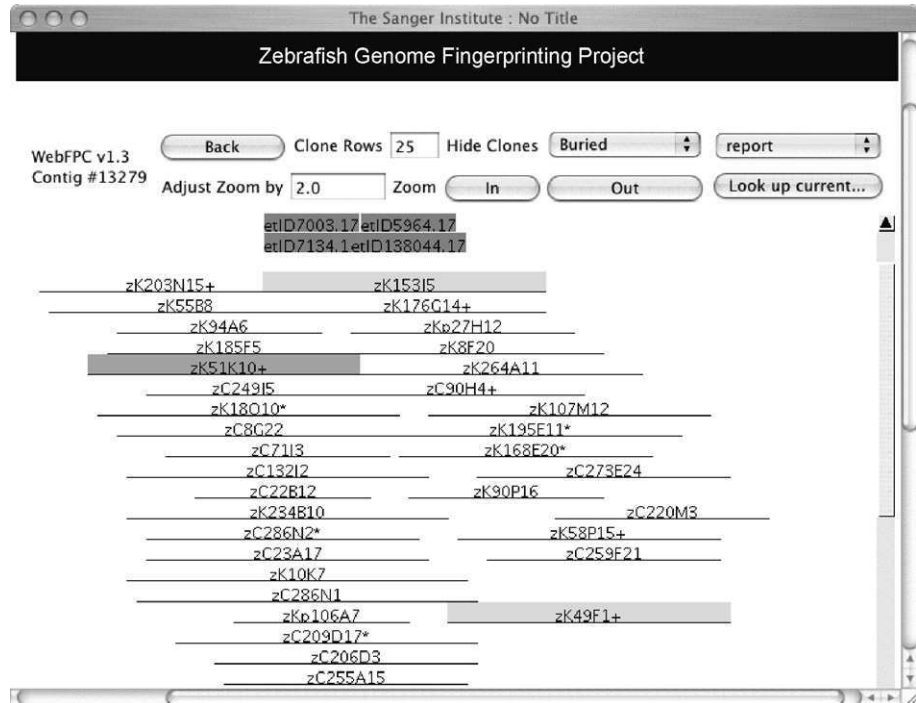 The Sanger Institute : No Title
Zebrafish Genome Fingerprinting Project
WebFPC v1.3
Contig #13279
Back Clone Rows 25 Hide Clones Buried report
Adjust Zoom by 2.0 Zoom In Out Look up current...
etID7003.17 etID5964.17
etID7134.1etID138044.17
zK203N15+ zK153I5
zK55B8 zK176G14+
zK94A6 zKp27H12
zK185F5 zK8F20
zK51K10+ zK264A11
zC249I5 zC90H4+
zK18O10* zK107M12
zC8G22 zK195E11*
zC71I3 zK168E20*
zC132I2 zC273E24
zC22B12 zK90P16
zK234B10 zC220M3
zC286N2* zK58P15+
zC23A17 zC259F21
zK10K7
zC286N1
zKp106A7 zK49F1+
zC209D17*
zC206D3
zC255A15